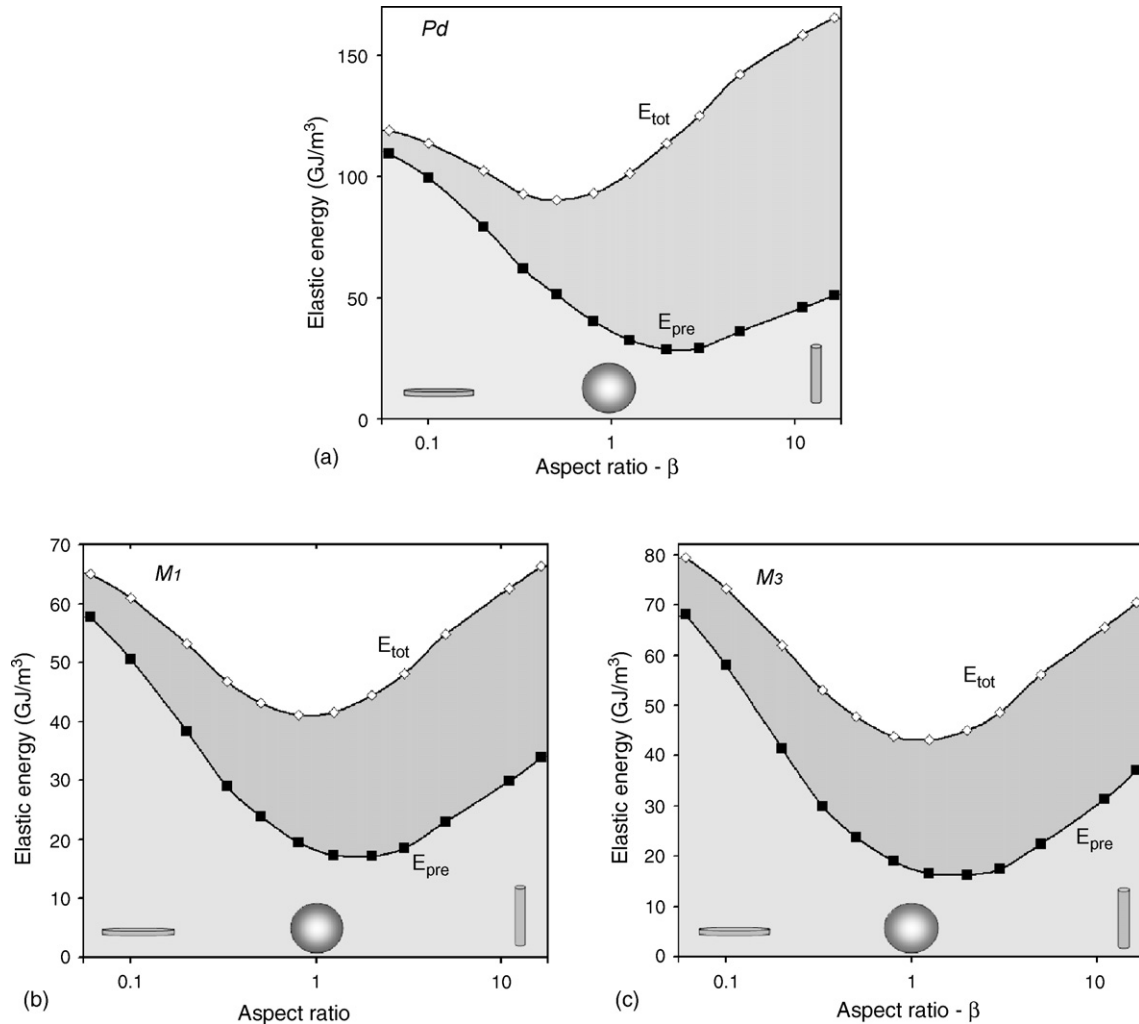 Pd
150
100
50
0
Elastic energy (GJ/m³)
E_tot
E_pre
0.1 1 10
(a) Aspect ratio - β
M₁
70
60
50
40
30
20
10
0
Elastic energy (GJ/m³)
E_tot
E_pre
0.1 1 10
(b) Aspect ratio
M₃
80
70
60
50
40
30
20
10
0
Elastic energy (GJ/m³)
E_tot
E_pre
0.1 1 10
(c) Aspect ratio - β